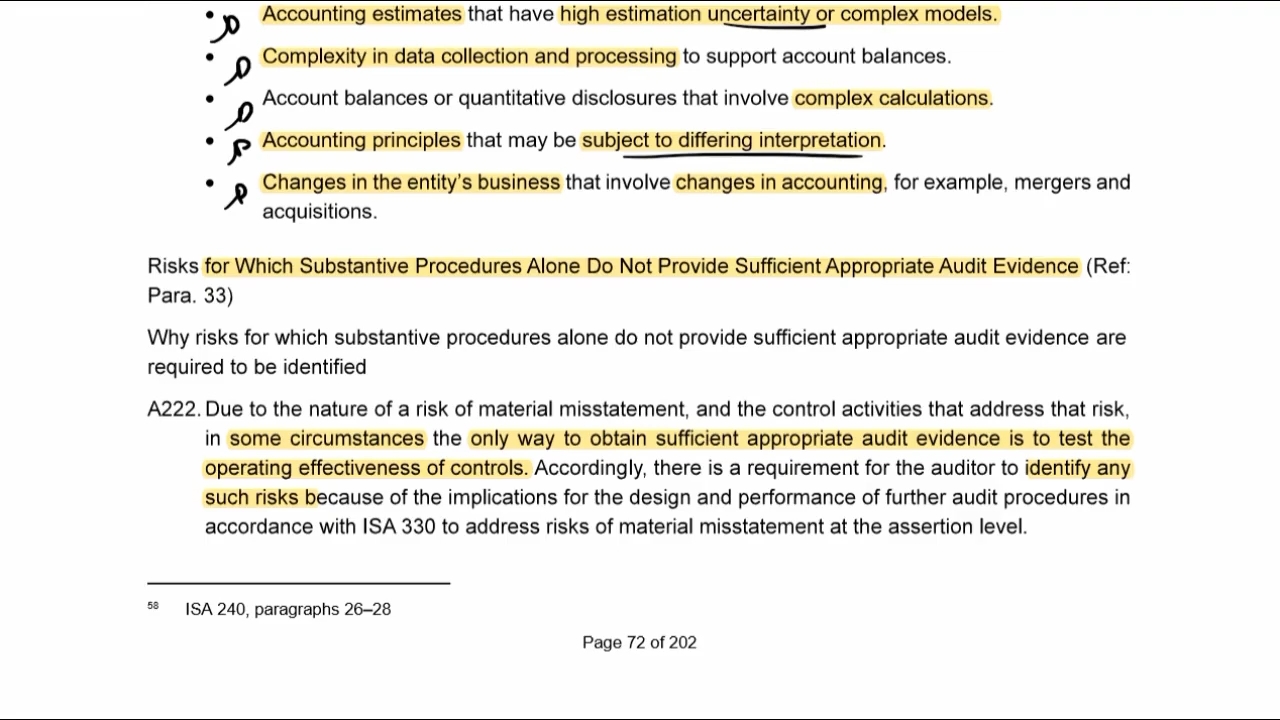 • Accounting estimates that have high estimation uncertainty or complex models.
• Complexity in data collection and processing to support account balances.
• Account balances or quantitative disclosures that involve complex calculations.
• Accounting principles that may be subject to differing interpretation.
• Changes in the entity's business that involve changes in accounting, for example, mergers and
acquisitions.
Risks for Which Substantive Procedures Alone Do Not Provide Sufficient Appropriate Audit Evidence (Ref:
Para. 33)
Why risks for which substantive procedures alone do not provide sufficient appropriate audit evidence are
required to be identified
A222. Due to the nature of a risk of material misstatement, and the control activities that address that risk,
in some circumstances the only way to obtain sufficient appropriate audit evidence is to test the
operating effectiveness of controls. Accordingly, there is a requirement for the auditor to identify any
such risks because of the implications for the design and performance of further audit procedures in
accordance with ISA 330 to address risks of material misstatement at the assertion level.
58 ISA 240, paragraphs 26–28
Page 72 of 202